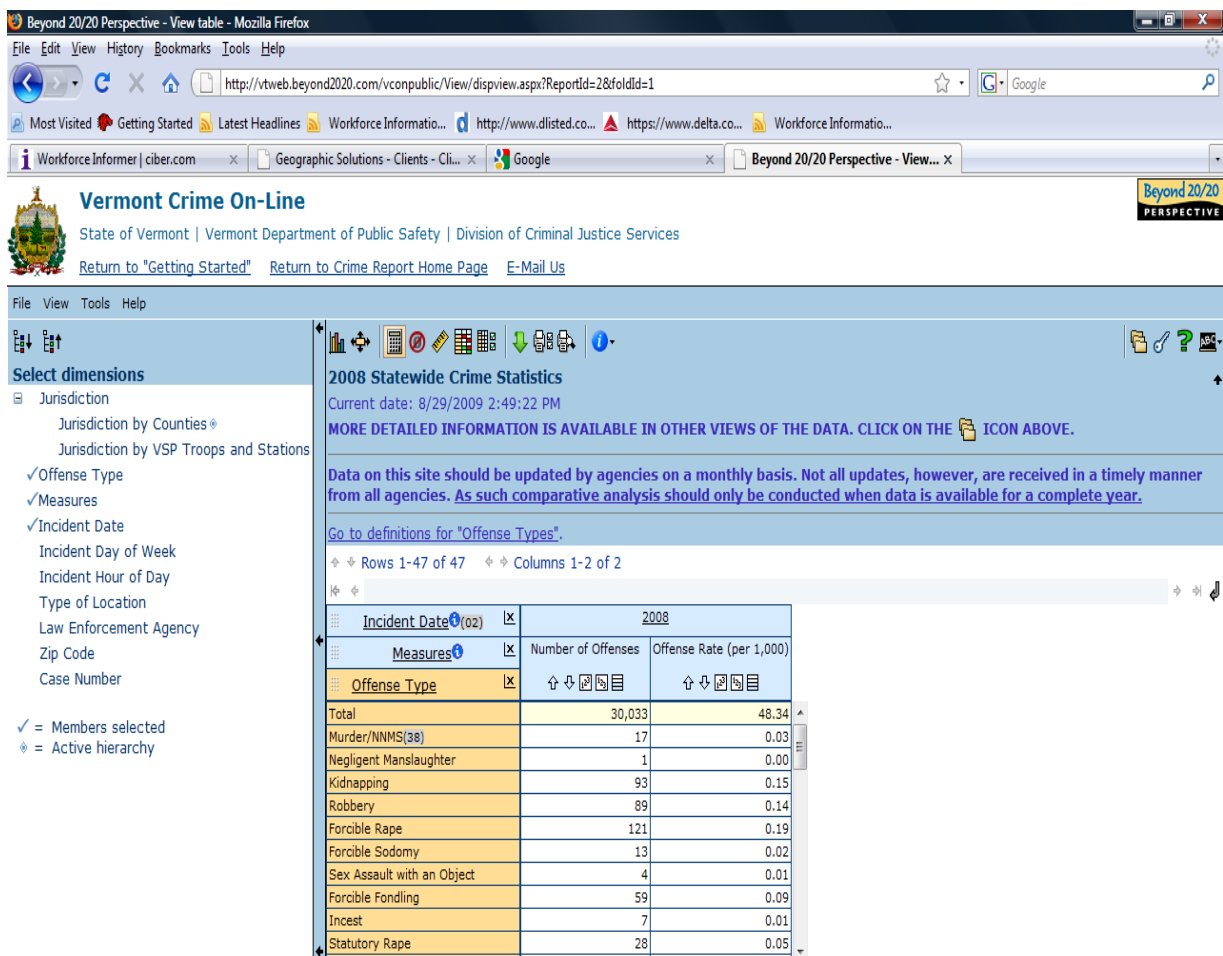 Beyond 20/20 Perspective - View table - Mozilla Firefox
File Edit View History Bookmarks Tools Help
http://vtweb.beyond2020.com/vconpublic/View/dispview.aspx?ReportId=2&foldId=1
G Google
Most Visited Getting Started Latest Headlines Workforce Informatio... http://www.dlisted.co... https://www.delta.co... Workforce Informatio...
Workforce Informer | ciber.com Geographic Solutions - Clients - Cli... Google Beyond 20/20 Perspective - View...
Vermont Crime On-Line
Beyond 20/20
PERSPECTIVE
State of Vermont | Vermont Department of Public Safety | Division of Criminal Justice Services
Return to "Getting Started" Return to Crime Report Home Page E-Mail Us
File View Tools Help
Select dimensions
Jurisdiction
Jurisdiction by Counties
Jurisdiction by VSP Troops and Stations
Offense Type
Measures
Incident Date
Incident Day of Week
Incident Hour of Day
Type of Location
Law Enforcement Agency
Zip Code
Case Number
✓ = Members selected
= Active hierarchy
ABC
2008 Statewide Crime Statistics
Current date: 8/29/2009 2:49:22 PM
MORE DETAILED INFORMATION IS AVAILABLE IN OTHER VIEWS OF THE DATA. CLICK ON THE ICON ABOVE.
Data on this site should be updated by agencies on a monthly basis. Not all updates, however, are received in a timely manner
from all agencies. As such comparative analysis should only be conducted when data is available for a complete year.
Go to definitions for "Offense Types".
Rows 1-47 of 47 Columns 1-2 of 2
Incident Date (02) 2008
Measures Number of Offenses Offense Rate (per 1,000)
Offense Type
Total 30,033 48.34
Murder/NNMS(38) 17 0.03
Negligent Manslaughter 1 0.00
Kidnapping 93 0.15
Robbery 89 0.14
Forcible Rape 121 0.19
Forcible Sodomy 13 0.02
Sex Assault with an Object 4 0.01
Forcible Fondling 59 0.09
Incest 7 0.01
Statutory Rape 28 0.05